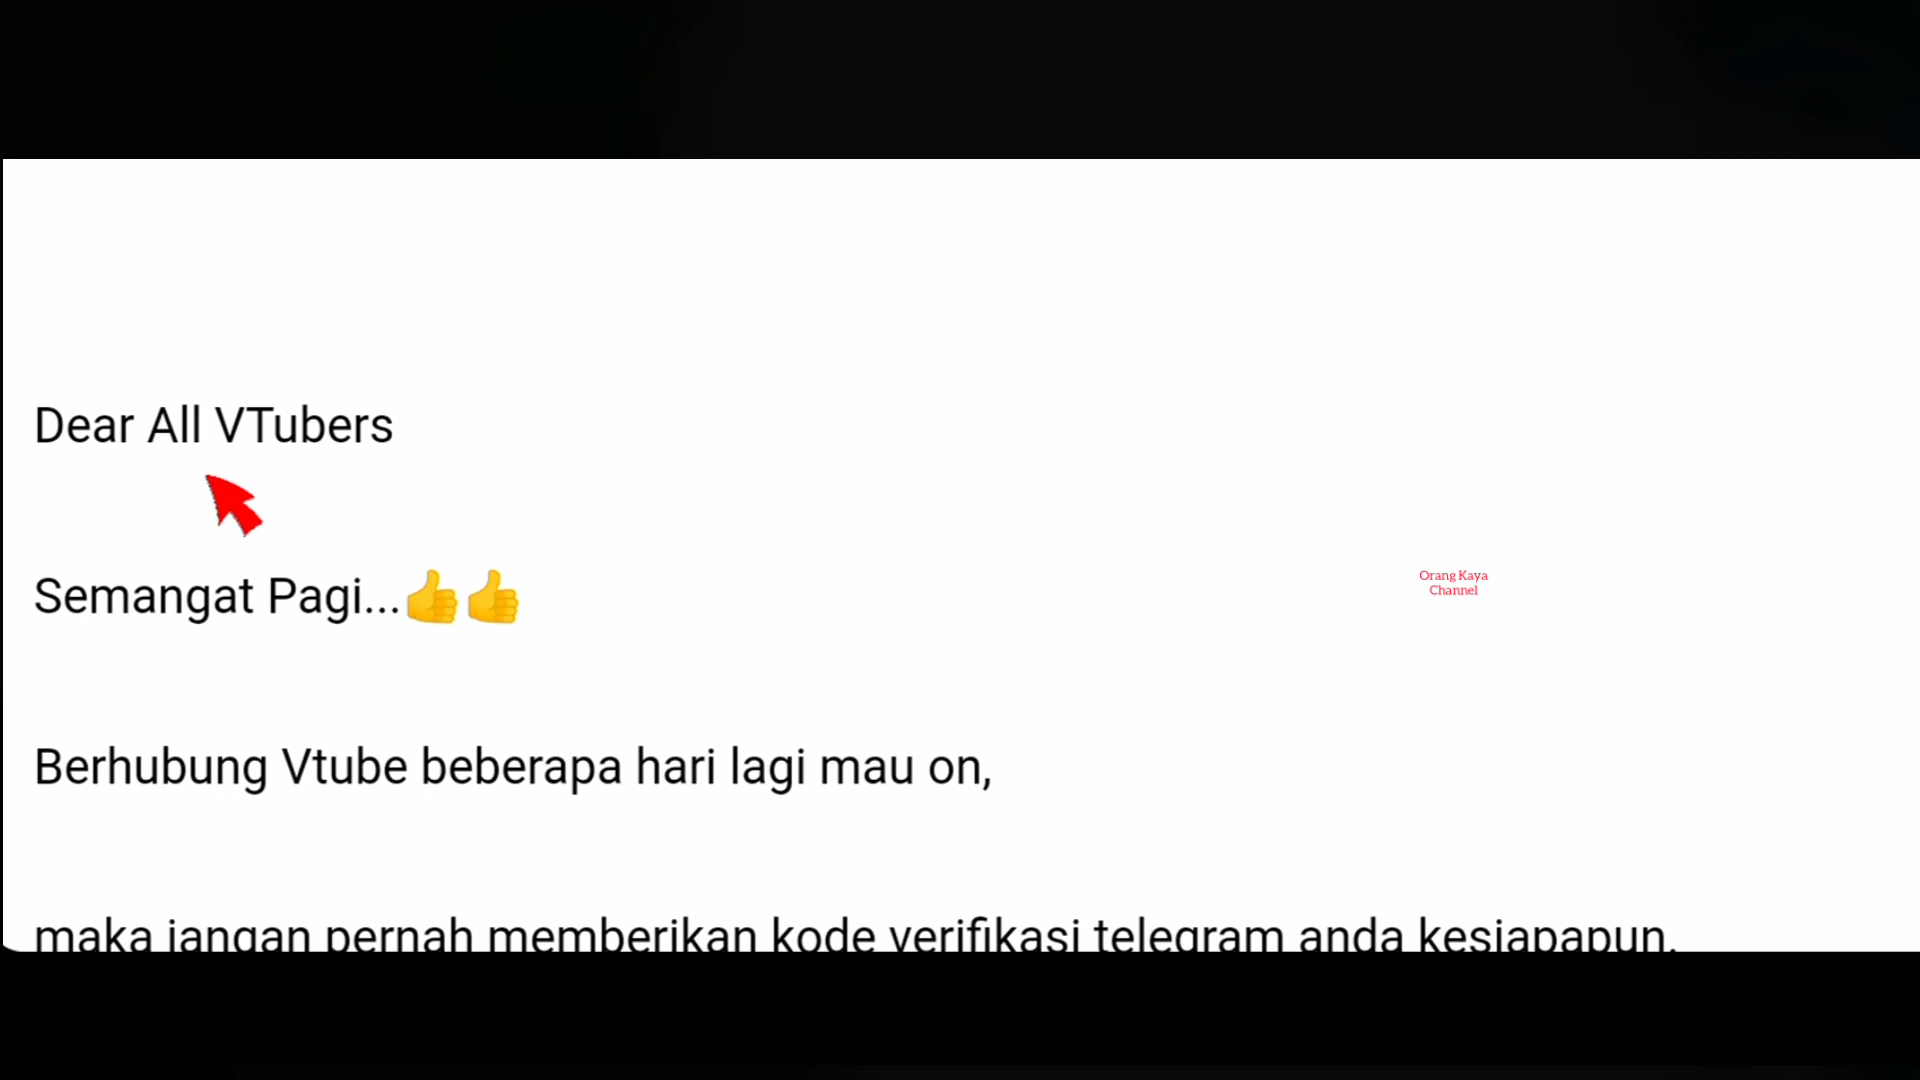 Dear All VTubers
Semangat Pagi...👍👍
Orang Kaya
Channel
Berhubung Vtube beberapa hari lagi mau on,
maka jangan pernah memberikan kode verifikasi telegram anda kesiapapun.